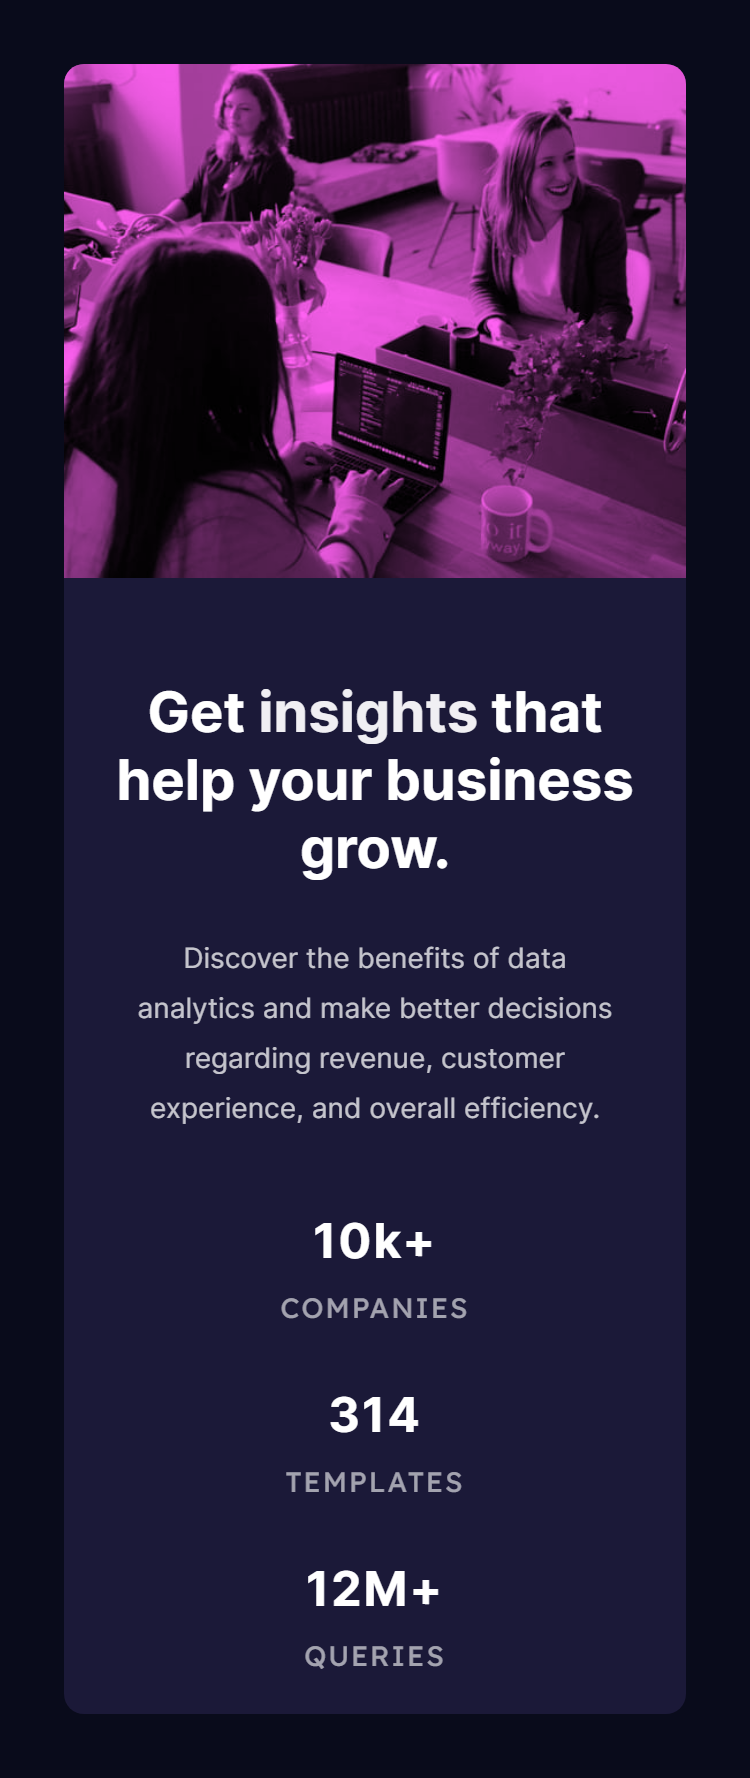 Get insights that
help your business
grow.
Discover the benefits of data
analytics and make better decisions
regarding revenue, customer
experience, and overall efficiency.
10k+
COMPANIES
314
TEMPLATES
12M+
QUERIES